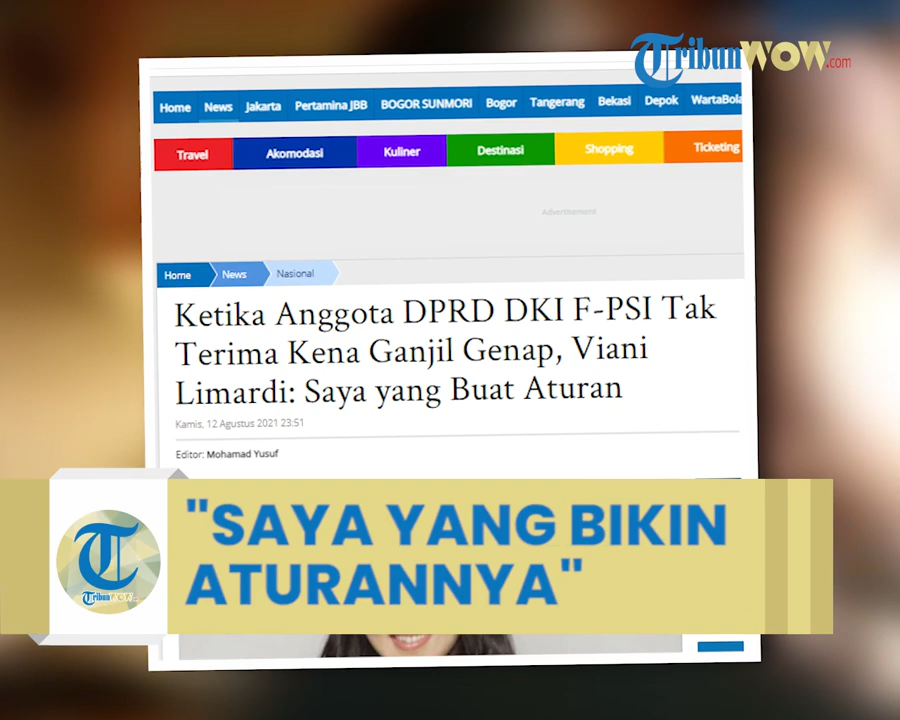 TribunWOW.com
Home News Jakarta Pertamina JBB BOGOR SUNMORI Bogor Tangerang Bekasi Depok WartaBola
Travel Akomodasi Kuliner Destinasi Shopping Ticketing
Advertisement
Home News Nasional
Ketika Anggota DPRD DKI F-PSI Tak
Terima Kena Ganjil Genap, Viani
Limardi: Saya yang Buat Aturan
Kamis, 12 Agustus 2021 23:51
Editor: Mohamad Yusuf
"SAYA YANG BIKIN
ATURANNYA"
TribunWOW